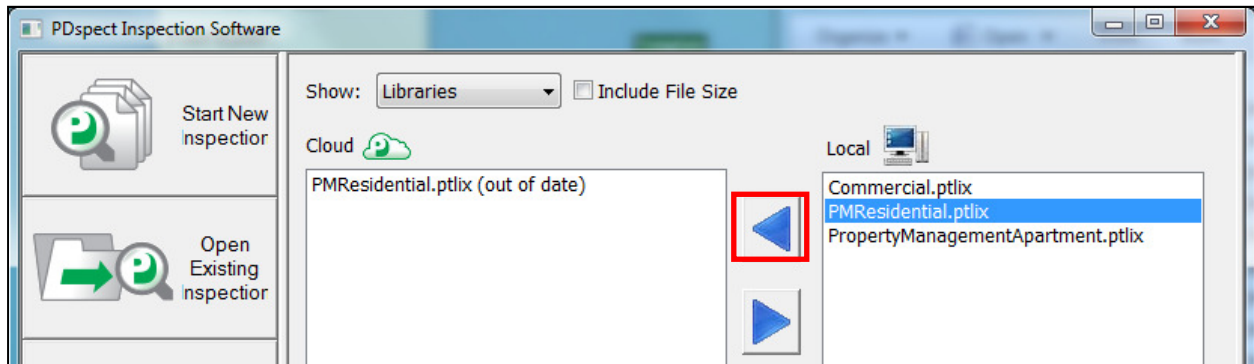 PDspect Inspection Software
Start New
Inspection
Show: Libraries
Include File Size
Cloud
Local
PMResidential.ptlix (out of date)
Commercial.ptlix
PMResidential.ptlix
PropertyManagementApartment.ptlix
Open
Existing
Inspection